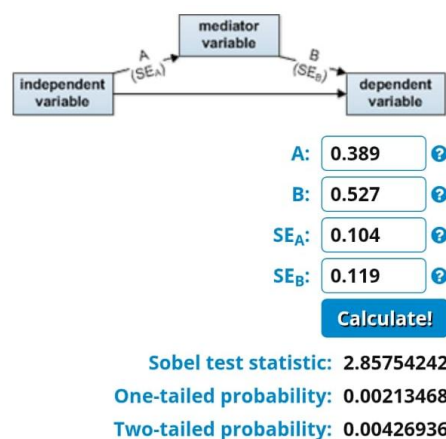 mediator
variable
A
(SEA)
B
(SEB)
independent
variable
dependent
variable
A: 0.389 ?
B: 0.527 ?
SEA: 0.104 ?
SEB: 0.119 ?
Calculate!
Sobel test statistic: 2.85754242
One-tailed probability: 0.00213468
Two-tailed probability: 0.00426936